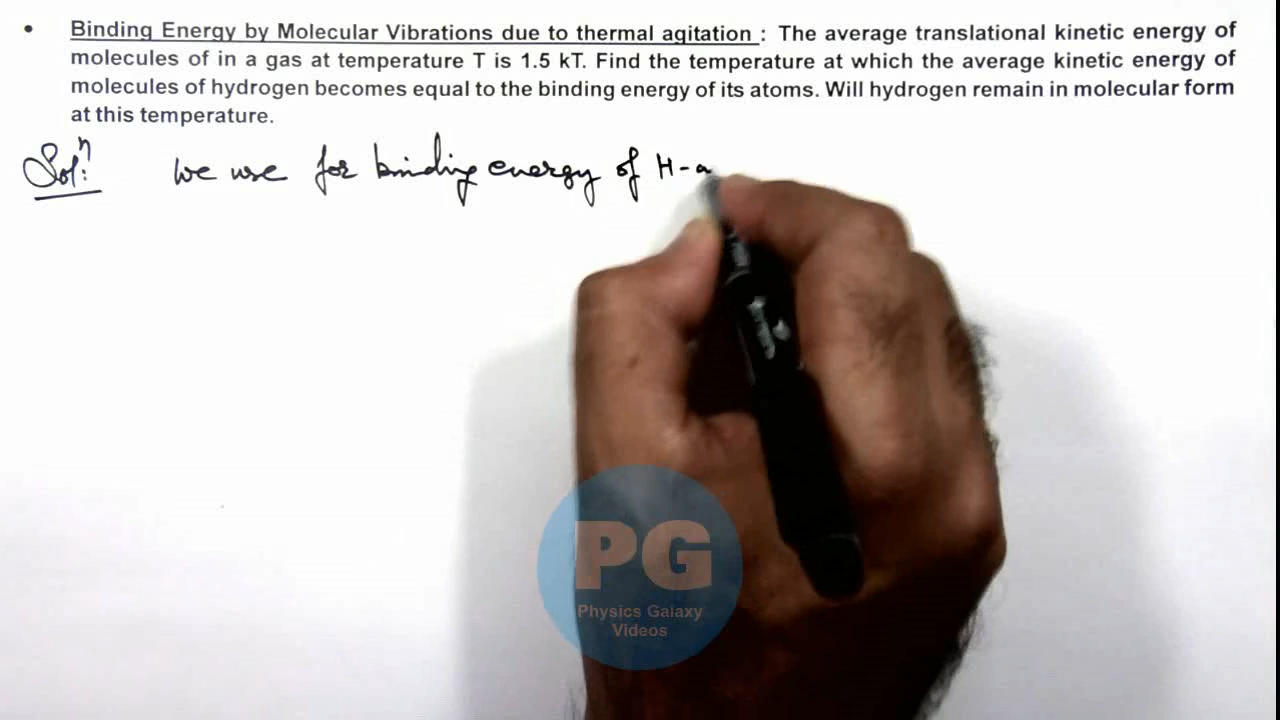 • Binding Energy by Molecular Vibrations due to thermal agitation : The average translational kinetic energy of
molecules of in a gas at temperature T is 1.5 kT. Find the temperature at which the average kinetic energy of
molecules of hydrogen becomes equal to the binding energy of its atoms. Will hydrogen remain in molecular form
at this temperature.
Solⁿ: We use for binding energy of H-a
PG
Physics Galaxy
Videos